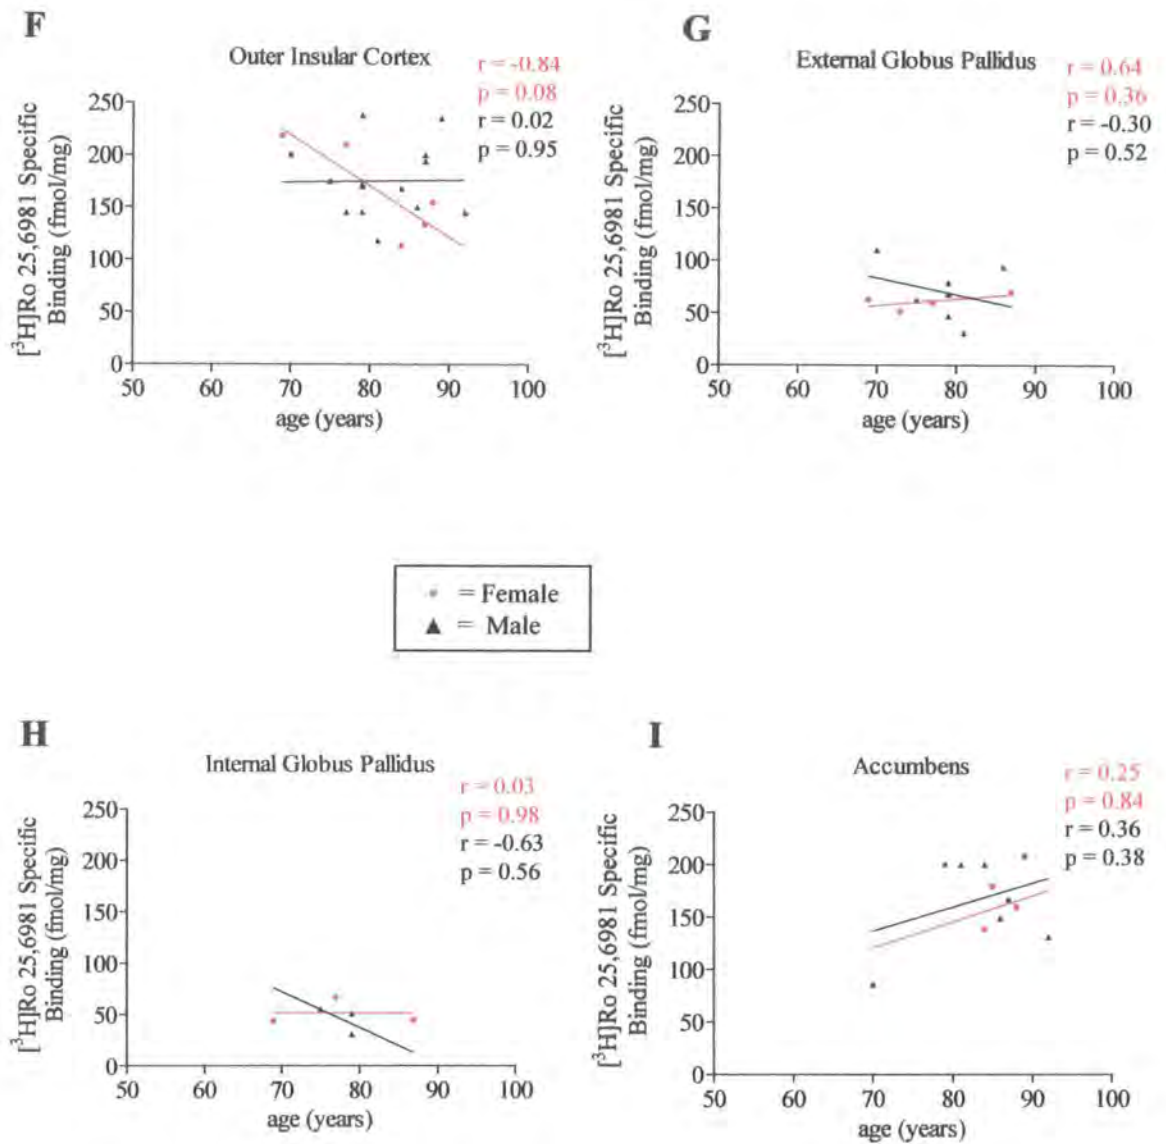 F
Outer Insular Cortex
r = -0.84
p = 0.08
r = 0.02
p = 0.95
[³H]Ro 25,6981 Specific
Binding (fmol/mg)
250
200
150
100
50
0
50 60 70 80 90 100
age (years)
G
External Globus Pallidus
r = 0.64
p = 0.36
r = -0.30
p = 0.52
[³H]Ro 25,6981 Specific
Binding (fmol/mg)
250
200
150
100
50
0
50 60 70 80 90 100
age (years)
= Female
= Male
H
Internal Globus Pallidus
r = 0.03
p = 0.98
r = -0.63
p = 0.56
[³H]Ro 25,6981 Specific
Binding (fmol/mg)
250
200
150
100
50
0
50 60 70 80 90 100
age (years)
I
Accumbens
r = 0.25
p = 0.84
r = 0.36
p = 0.38
[³H]Ro 25,6981 Specific
Binding (fmol/mg)
250
200
150
100
50
0
50 60 70 80 90 100
age (years)